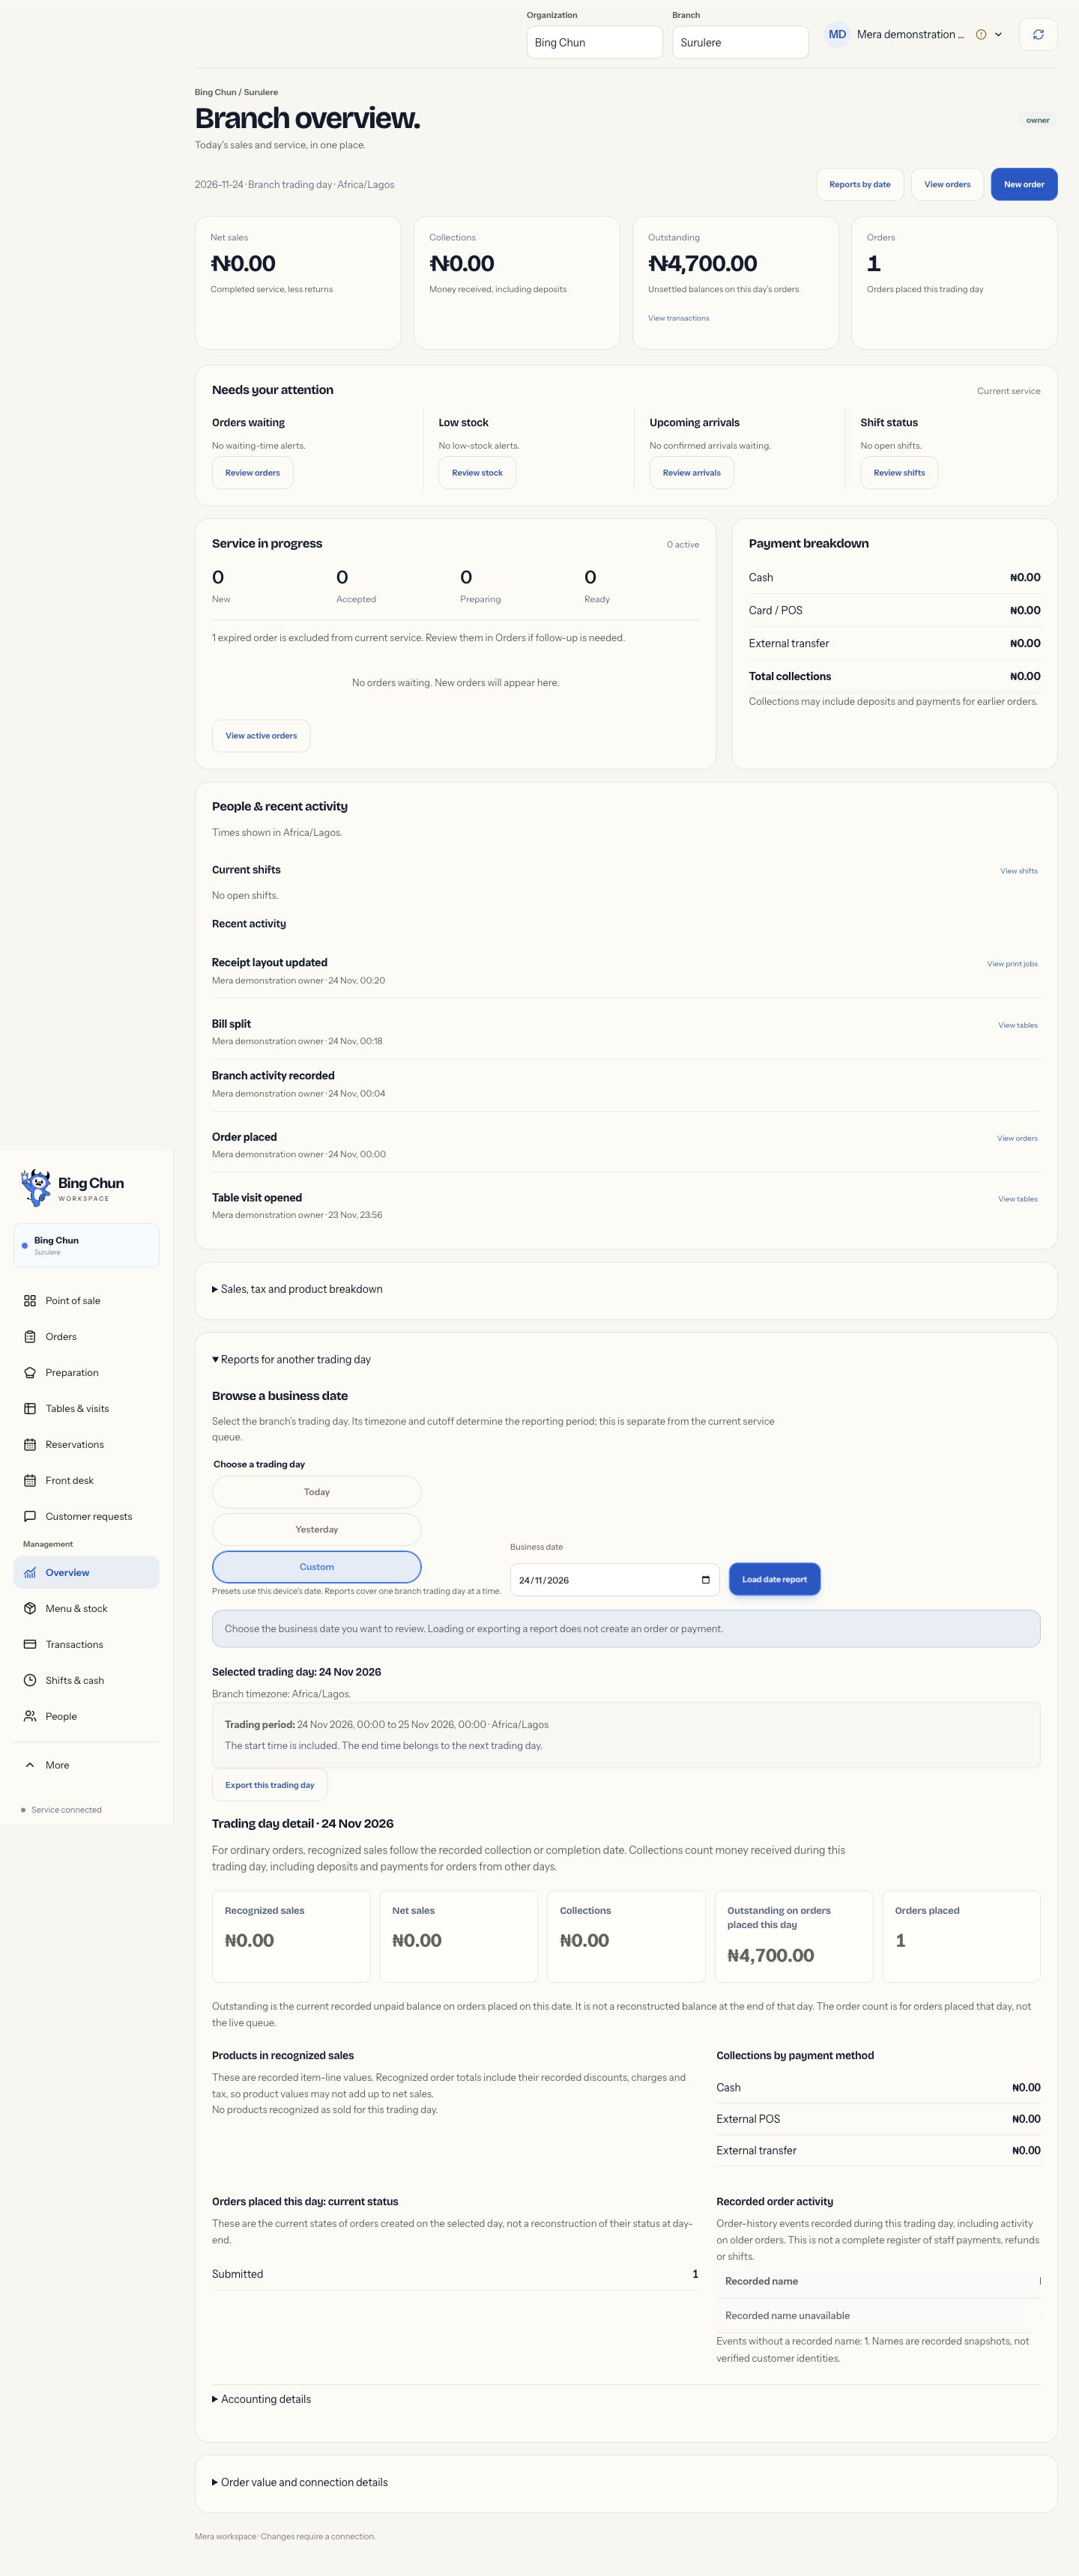 Organization
Bing Chun
Branch
Surulere
MD
Mera demonstration ...
Bing Chun / Surulere
Branch overview.
owner
Today's sales and service, in one place.
2026-11-24 · Branch trading day · Africa/Lagos
Reports by date
View orders
New order
Net sales
₦0.00
Completed service, less returns
Collections
₦0.00
Money received, including deposits
Outstanding
₦4,700.00
Unsettled balances on this day's orders
View transactions
Orders
1
Orders placed this trading day
Needs your attention
Current service
Orders waiting
No waiting-time alerts.
Review orders
Low stock
No low-stock alerts.
Review stock
Upcoming arrivals
No confirmed arrivals waiting.
Review arrivals
Shift status
No open shifts.
Review shifts
Service in progress
0 active
0
New
0
Accepted
0
Preparing
0
Ready
1 expired order is excluded from current service. Review them in Orders if follow-up is needed.
No orders waiting. New orders will appear here.
View active orders
Payment breakdown
Cash ₦0.00
Card / POS ₦0.00
External transfer ₦0.00
Total collections ₦0.00
Collections may include deposits and payments for earlier orders.
People & recent activity
Times shown in Africa/Lagos.
Current shifts
View shifts
No open shifts.
Recent activity
Receipt layout updated
View print jobs
Mera demonstration owner · 24 Nov, 00:20
Bill split
View tables
Mera demonstration owner · 24 Nov, 00:18
Branch activity recorded
Mera demonstration owner · 24 Nov, 00:04
Order placed
View orders
Mera demonstration owner · 24 Nov, 00:00
Table visit opened
View tables
Mera demonstration owner · 23 Nov, 23:56
Bing Chun
WORKSPACE
Bing Chun
Surulere
Point of sale
Orders
Preparation
Tables & visits
Reservations
Front desk
Customer requests
Management
Overview
Menu & stock
Transactions
Shifts & cash
People
More
Service connected
Sales, tax and product breakdown
Reports for another trading day
Browse a business date
Select the branch's trading day. Its timezone and cutoff determine the reporting period; this is separate from the current service
queue.
Choose a trading day
Today
Yesterday
Custom
Presets use this device's date. Reports cover one branch trading day at a time.
Business date
24/11/2026
Load date report
Choose the business date you want to review. Loading or exporting a report does not create an order or payment.
Selected trading day: 24 Nov 2026
Branch timezone: Africa/Lagos.
Trading period: 24 Nov 2026, 00:00 to 25 Nov 2026, 00:00 · Africa/Lagos
The start time is included. The end time belongs to the next trading day.
Export this trading day
Trading day detail · 24 Nov 2026
For ordinary orders, recognized sales follow the recorded collection or completion date. Collections count money received during this
trading day, including deposits and payments for orders from other days.
Recognized sales
₦0.00
Net sales
₦0.00
Collections
₦0.00
Outstanding on orders
placed this day
₦4,700.00
Orders placed
1
Outstanding is the current recorded unpaid balance on orders placed on this date. It is not a reconstructed balance at the end of that day. The order count is for orders placed that day, not
the live queue.
Products in recognized sales
These are recorded item-line values. Recognized order totals include their recorded discounts, charges and
tax, so product values may not add up to net sales.
No products recognized as sold for this trading day.
Collections by payment method
Cash ₦0.00
External POS ₦0.00
External transfer ₦0.00
Orders placed this day: current status
These are the current states of orders created on the selected day, not a reconstruction of their status at day-
end.
Submitted 1
Recorded order activity
Order-history events recorded during this trading day, including activity
on older orders. This is not a complete register of staff payments, refunds
or shifts.
Recorded name
Recorded name unavailable
Events without a recorded name: 1. Names are recorded snapshots, not
verified customer identities.
Accounting details
Order value and connection details
Mera workspace · Changes require a connection.